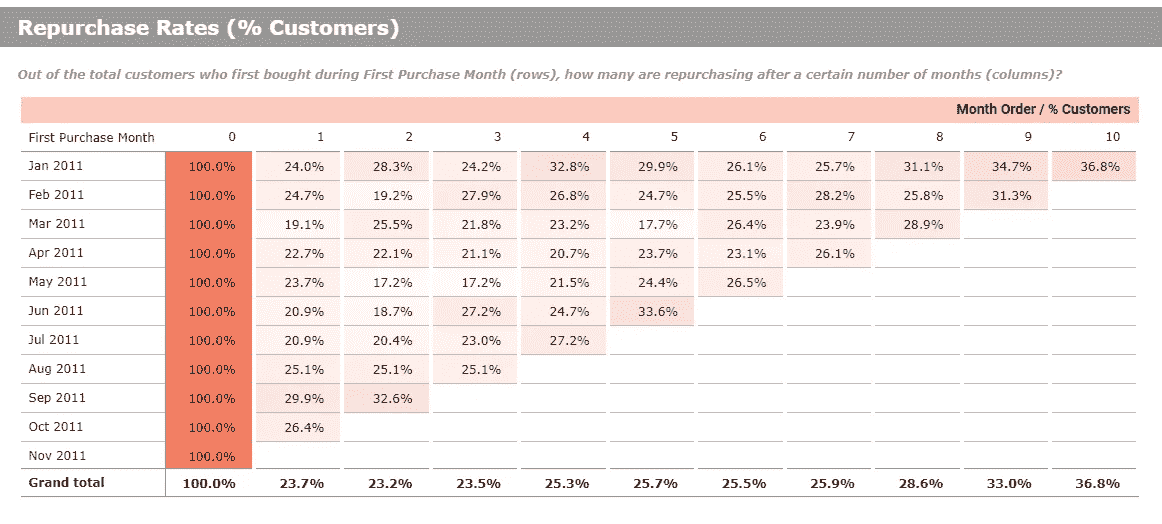 Repurchase Rates (% Customers)
Out of the total customers who first bought during First Purchase Month (rows), how many are repurchasing after a certain number of months (columns)?
Month Order / % Customers
First Purchase Month 0 1 2 3 4 5 6 7 8 9 10
Jan 2011 100.0% 24.0% 28.3% 24.2% 32.8% 29.9% 26.1% 25.7% 31.1% 34.7% 36.8%
Feb 2011 100.0% 24.7% 19.2% 27.9% 26.8% 24.7% 25.5% 28.2% 25.8% 31.3%
Mar 2011 100.0% 19.1% 25.5% 21.8% 23.2% 17.7% 26.4% 23.9% 28.9%
Apr 2011 100.0% 22.7% 22.1% 21.1% 20.7% 23.7% 23.1% 26.1%
May 2011 100.0% 23.7% 17.2% 17.2% 21.5% 24.4% 26.5%
Jun 2011 100.0% 20.9% 18.7% 27.2% 24.7% 33.6%
Jul 2011 100.0% 20.9% 20.4% 23.0% 27.2%
Aug 2011 100.0% 25.1% 25.1% 25.1%
Sep 2011 100.0% 29.9% 32.6%
Oct 2011 100.0% 26.4%
Nov 2011 100.0%
Grand total 100.0% 23.7% 23.2% 23.5% 25.3% 25.7% 25.5% 25.9% 28.6% 33.0% 36.8%